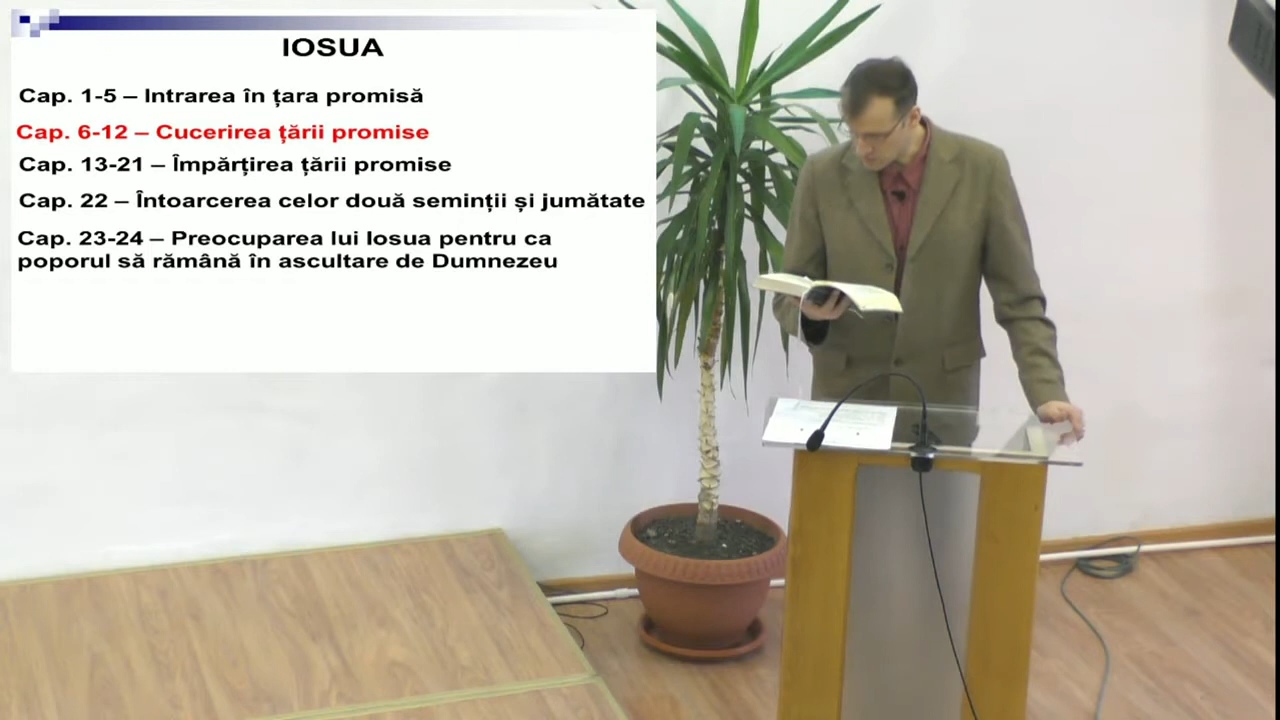 IOSUA
Cap. 1-5 – Intrarea în țara promisă
Cap. 6-12 – Cucerirea țării promise
Cap. 13-21 – Împărțirea țării promise
Cap. 22 – Întoarcerea celor două seminții și jumătate
Cap. 23-24 – Preocuparea lui Iosua pentru ca
poporul să rămână în ascultare de Dumnezeu